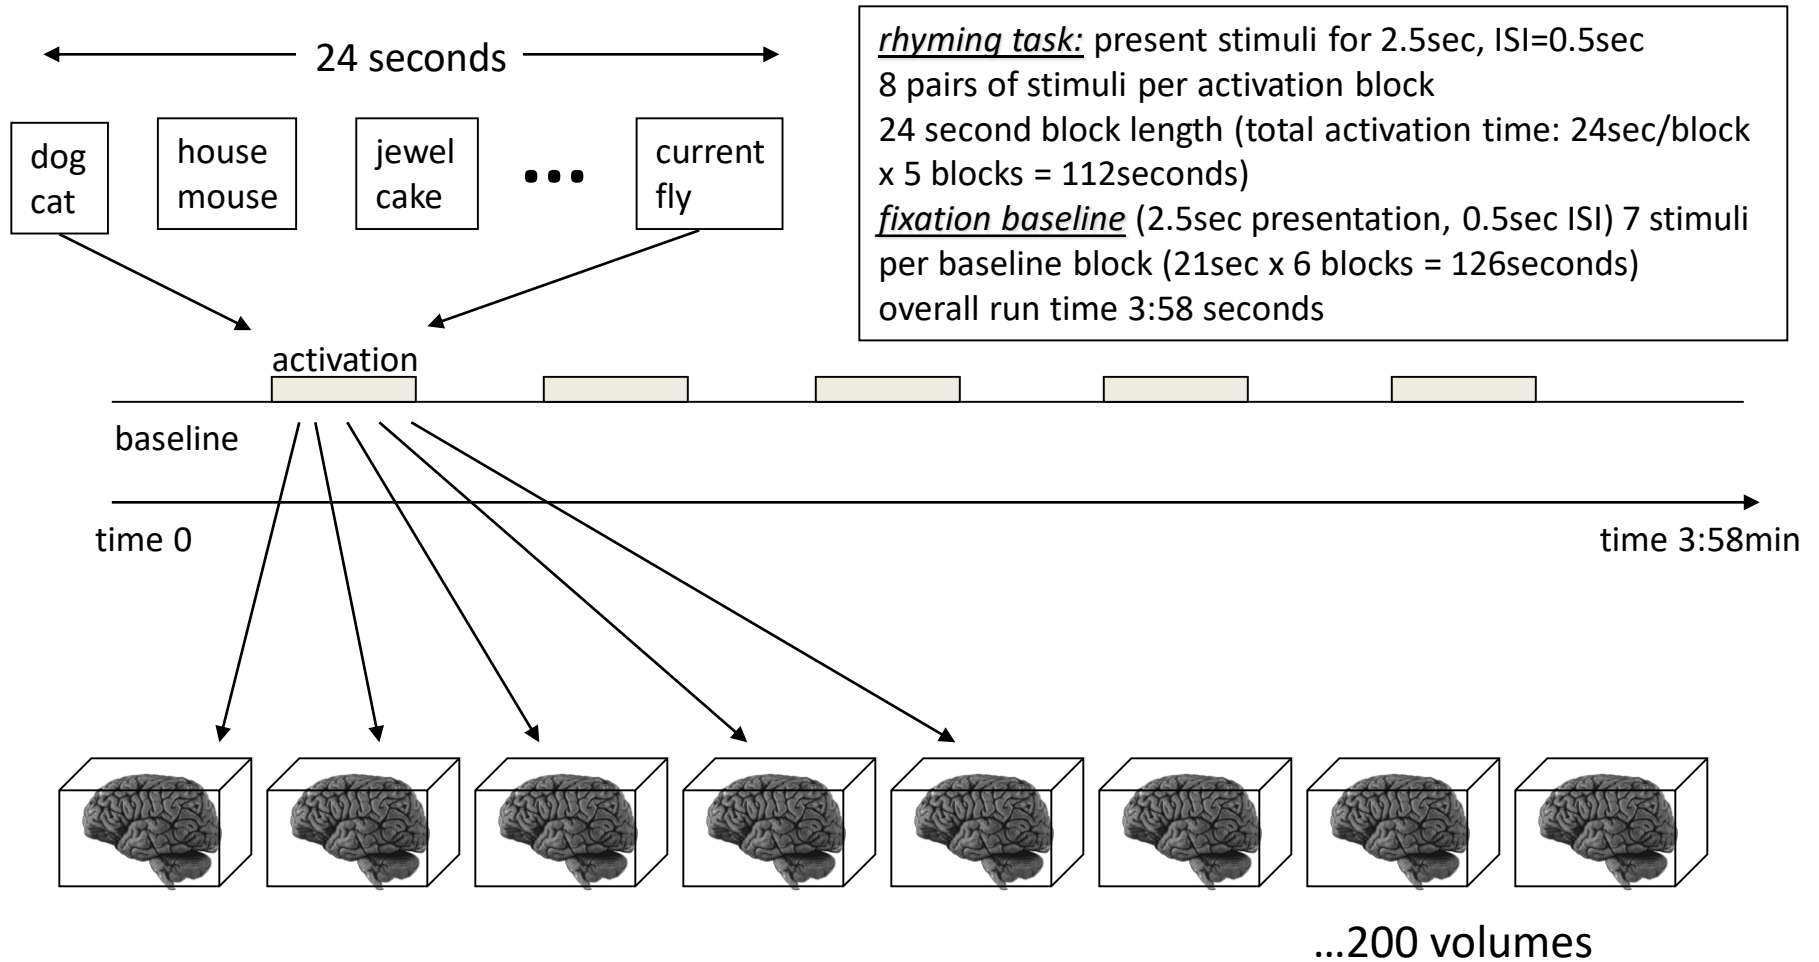 24 seconds
dog
cat
house
mouse
jewel
cake
...
current
fly
rhyming task: present stimuli for 2.5sec, ISI=0.5sec
8 pairs of stimuli per activation block
24 second block length (total activation time: 24sec/block
x 5 blocks = 112seconds)
fixation baseline (2.5sec presentation, 0.5sec ISI) 7 stimuli
per baseline block (21sec x 6 blocks = 126seconds)
overall run time 3:58 seconds
activation
baseline
time 0
time 3:58min
...200 volumes